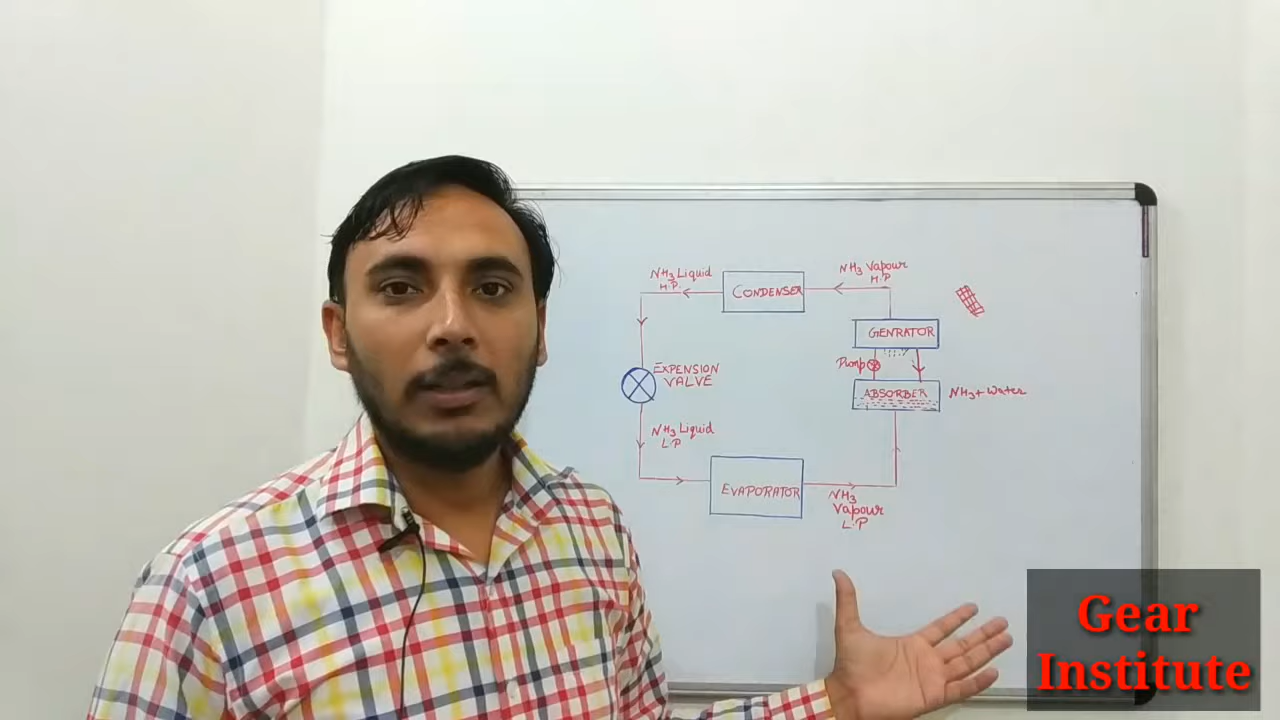 NH3 Liquid
H.P.
CONDENSER
NH3 Vapour
H.P
GENRATOR
Pump
EXPENSION
VALVE
ABSORBER
NH3 + Water
NH3 Liquid
L.P
EVAPORATOR
NH3
Vapour
L.P
Gear
Institute